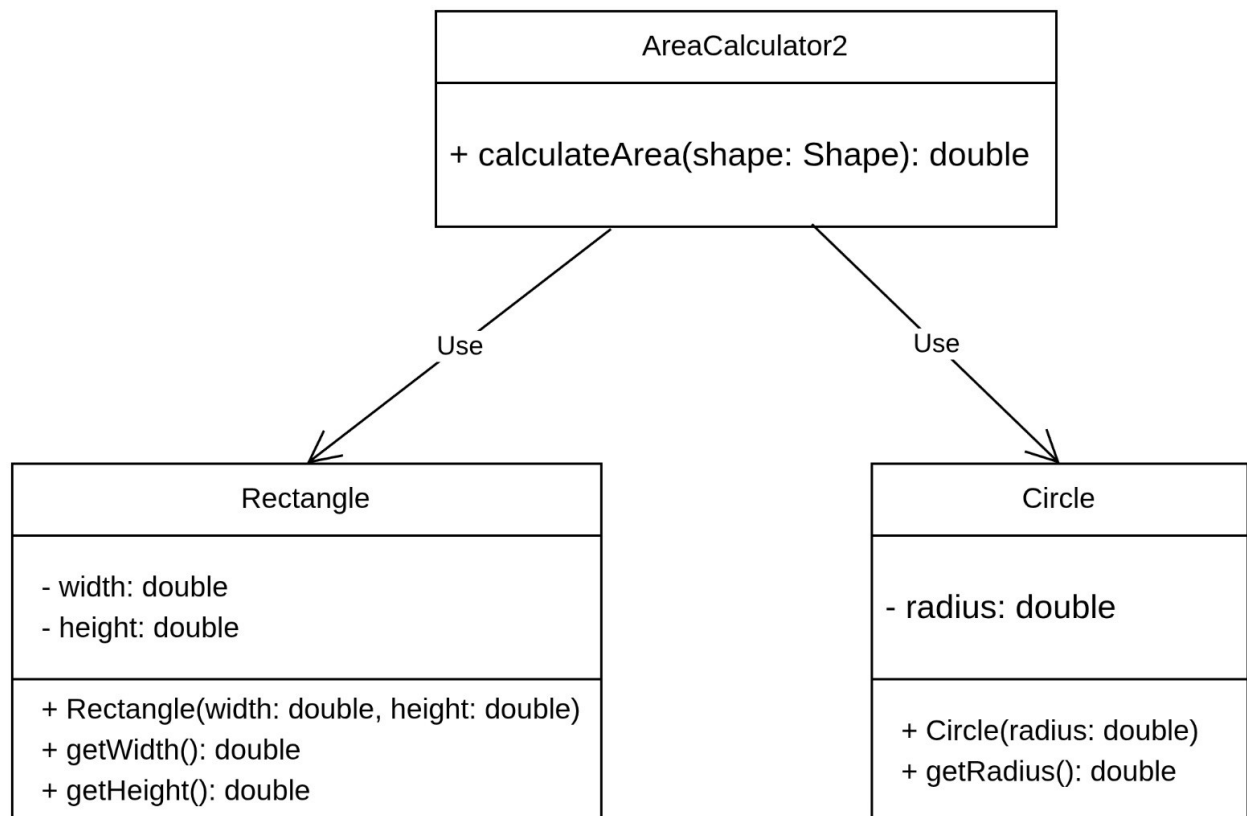 AreaCalculator2
+ calculateArea(shape: Shape): double
Use
Use
Rectangle
- width: double
- height: double
+ Rectangle(width: double, height: double)
+ getWidth(): double
+ getHeight(): double
Circle
- radius: double
+ Circle(radius: double)
+ getRadius(): double